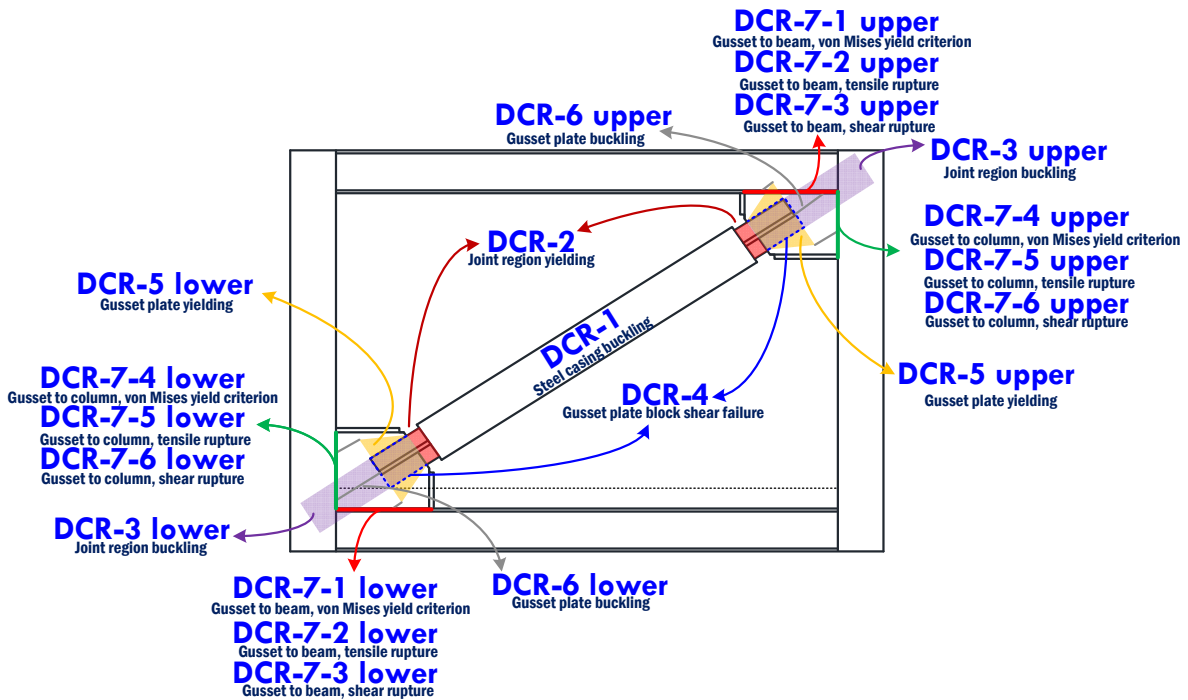 DCR-7-1 upper
Gusset to beam, von Mises yield criterion
DCR-7-2 upper
Gusset to beam, tensile rupture
DCR-7-3 upper
Gusset to beam, shear rupture
DCR-6 upper
Gusset plate buckling
DCR-3 upper
Joint region buckling
DCR-7-4 upper
Gusset to column, von Mises yield criterion
DCR-7-5 upper
Gusset to column, tensile rupture
DCR-7-6 upper
Gusset to column, shear rupture
DCR-2
Joint region yielding
DCR-5 lower
Gusset plate yielding
DCR-1
Steel casing buckling
DCR-5 upper
Gusset plate yielding
DCR-4
Gusset plate block shear failure
DCR-7-4 lower
Gusset to column, von Mises yield criterion
DCR-7-5 lower
Gusset to column, tensile rupture
DCR-7-6 lower
Gusset to column, shear rupture
DCR-3 lower
Joint region buckling
DCR-6 lower
Gusset plate buckling
DCR-7-1 lower
Gusset to beam, von Mises yield criterion
DCR-7-2 lower
Gusset to beam, tensile rupture
DCR-7-3 lower
Gusset to beam, shear rupture